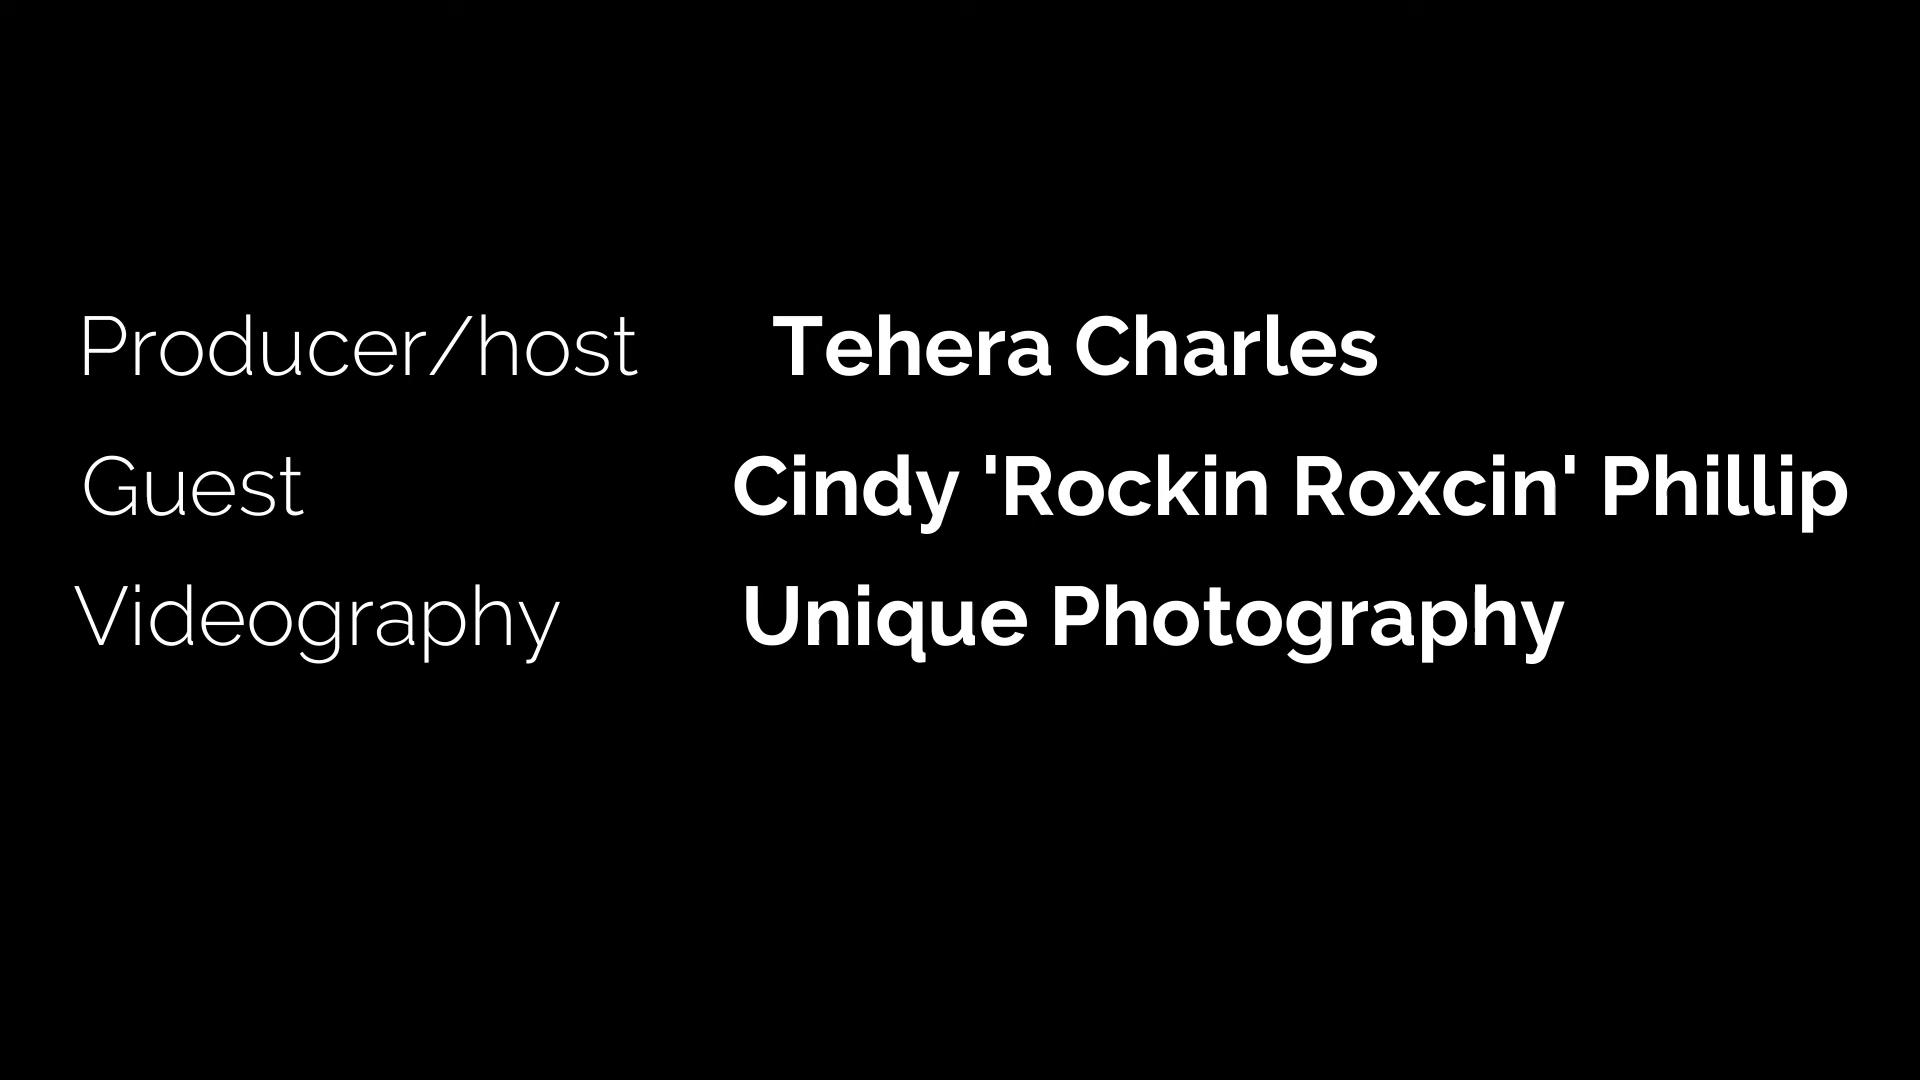 Producer/host Tehera Charles
Guest Cindy 'Rockin Roxcin' Phillip
Videography Unique Photography